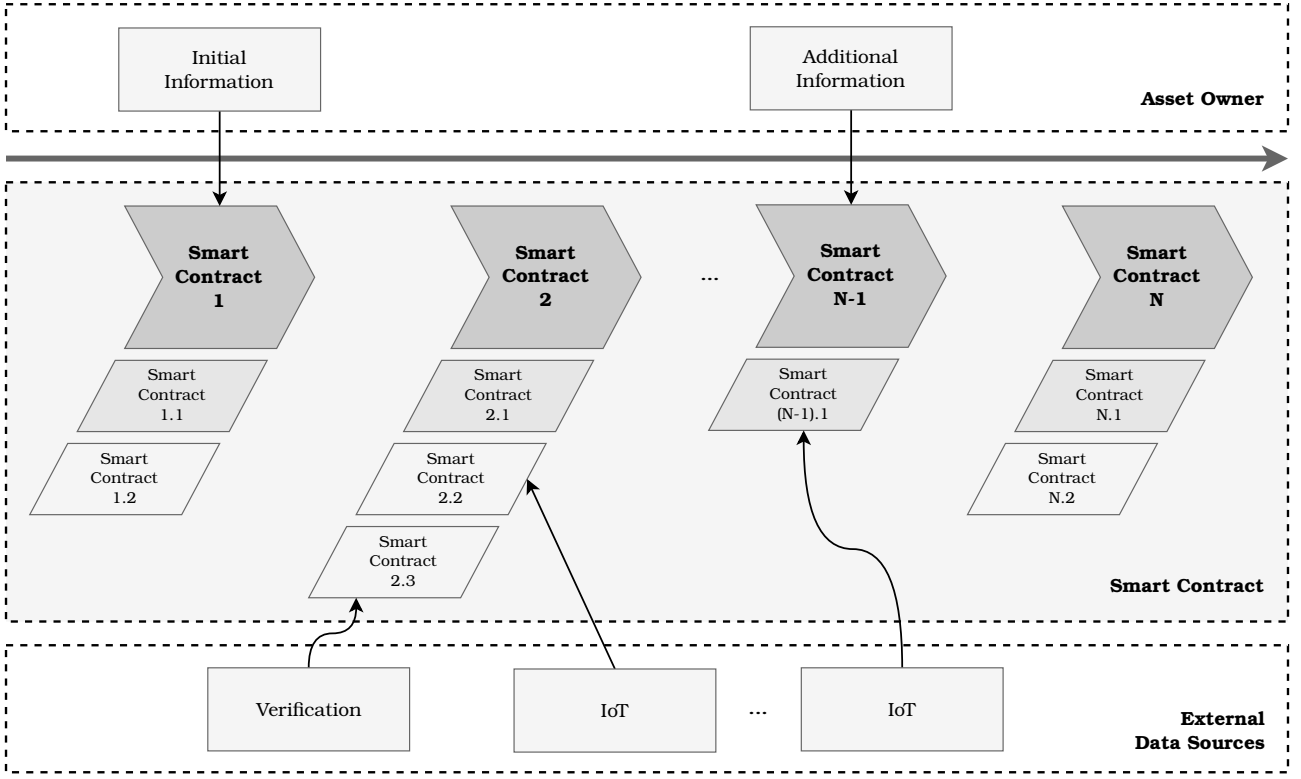 Initial
Information
Additional
Information
Asset Owner
Smart
Contract
1
Smart
Contract
2
...
Smart
Contract
N-1
Smart
Contract
N
Smart
Contract
1.1
Smart
Contract
2.1
Smart
Contract
(N-1).1
Smart
Contract
N.1
Smart
Contract
1.2
Smart
Contract
2.2
Smart
Contract
N.2
Smart
Contract
2.3
Smart Contract
Verification
IoT
...
IoT
External
Data Sources